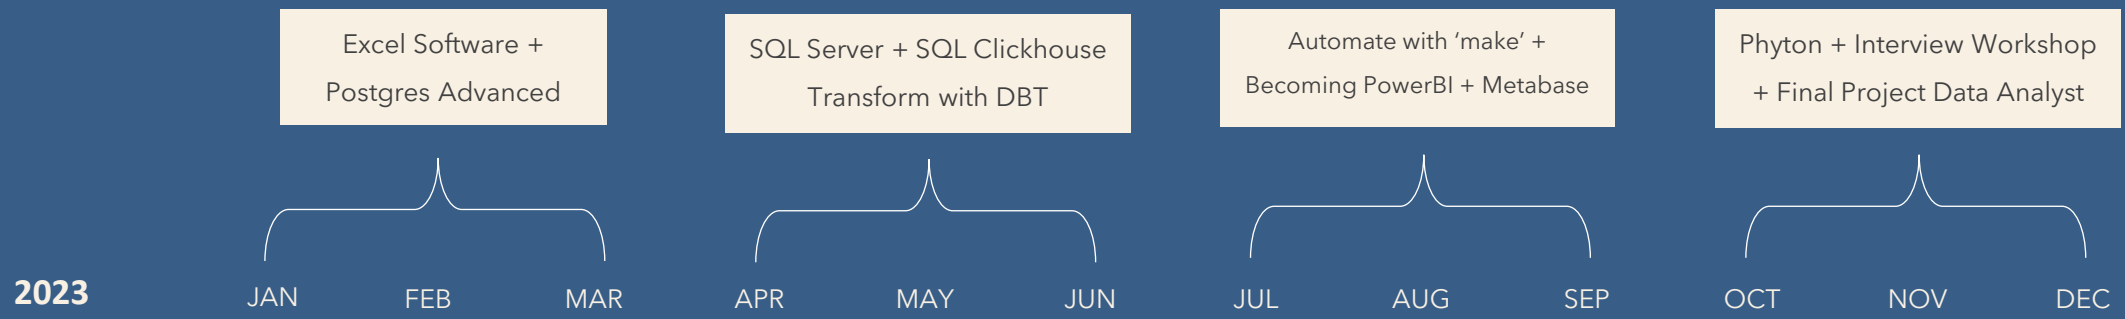 Excel Software +
Postgres Advanced
SQL Server + SQL Clickhouse
Transform with DBT
Automate with ‘make’ +
Becoming PowerBI + Metabase
Phyton + Interview Workshop
+ Final Project Data Analyst
2023
JAN
FEB
MAR
APR
MAY
JUN
JUL
AUG
SEP
OCT
NOV
DEC